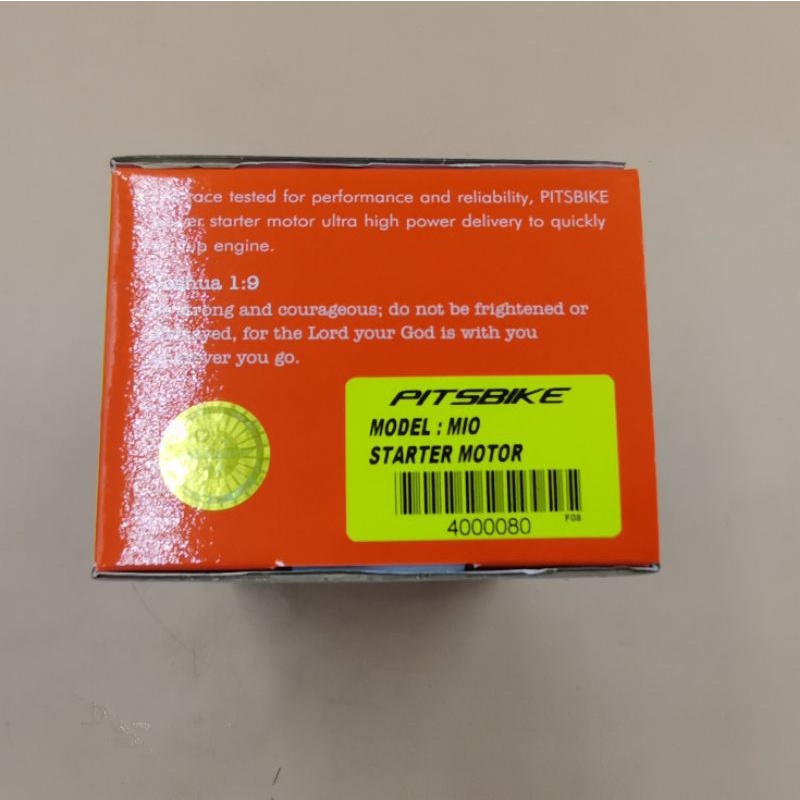 race tested for performance and reliability, PITSBIKE
starter motor ultra high power delivery to quickly
engine.
Joshua 1:9
strong and courageous; do not be frightened or
for the Lord your God is with you
you go.
PITSBIKE
MODEL : MIO
STARTER MOTOR
4000080
F08